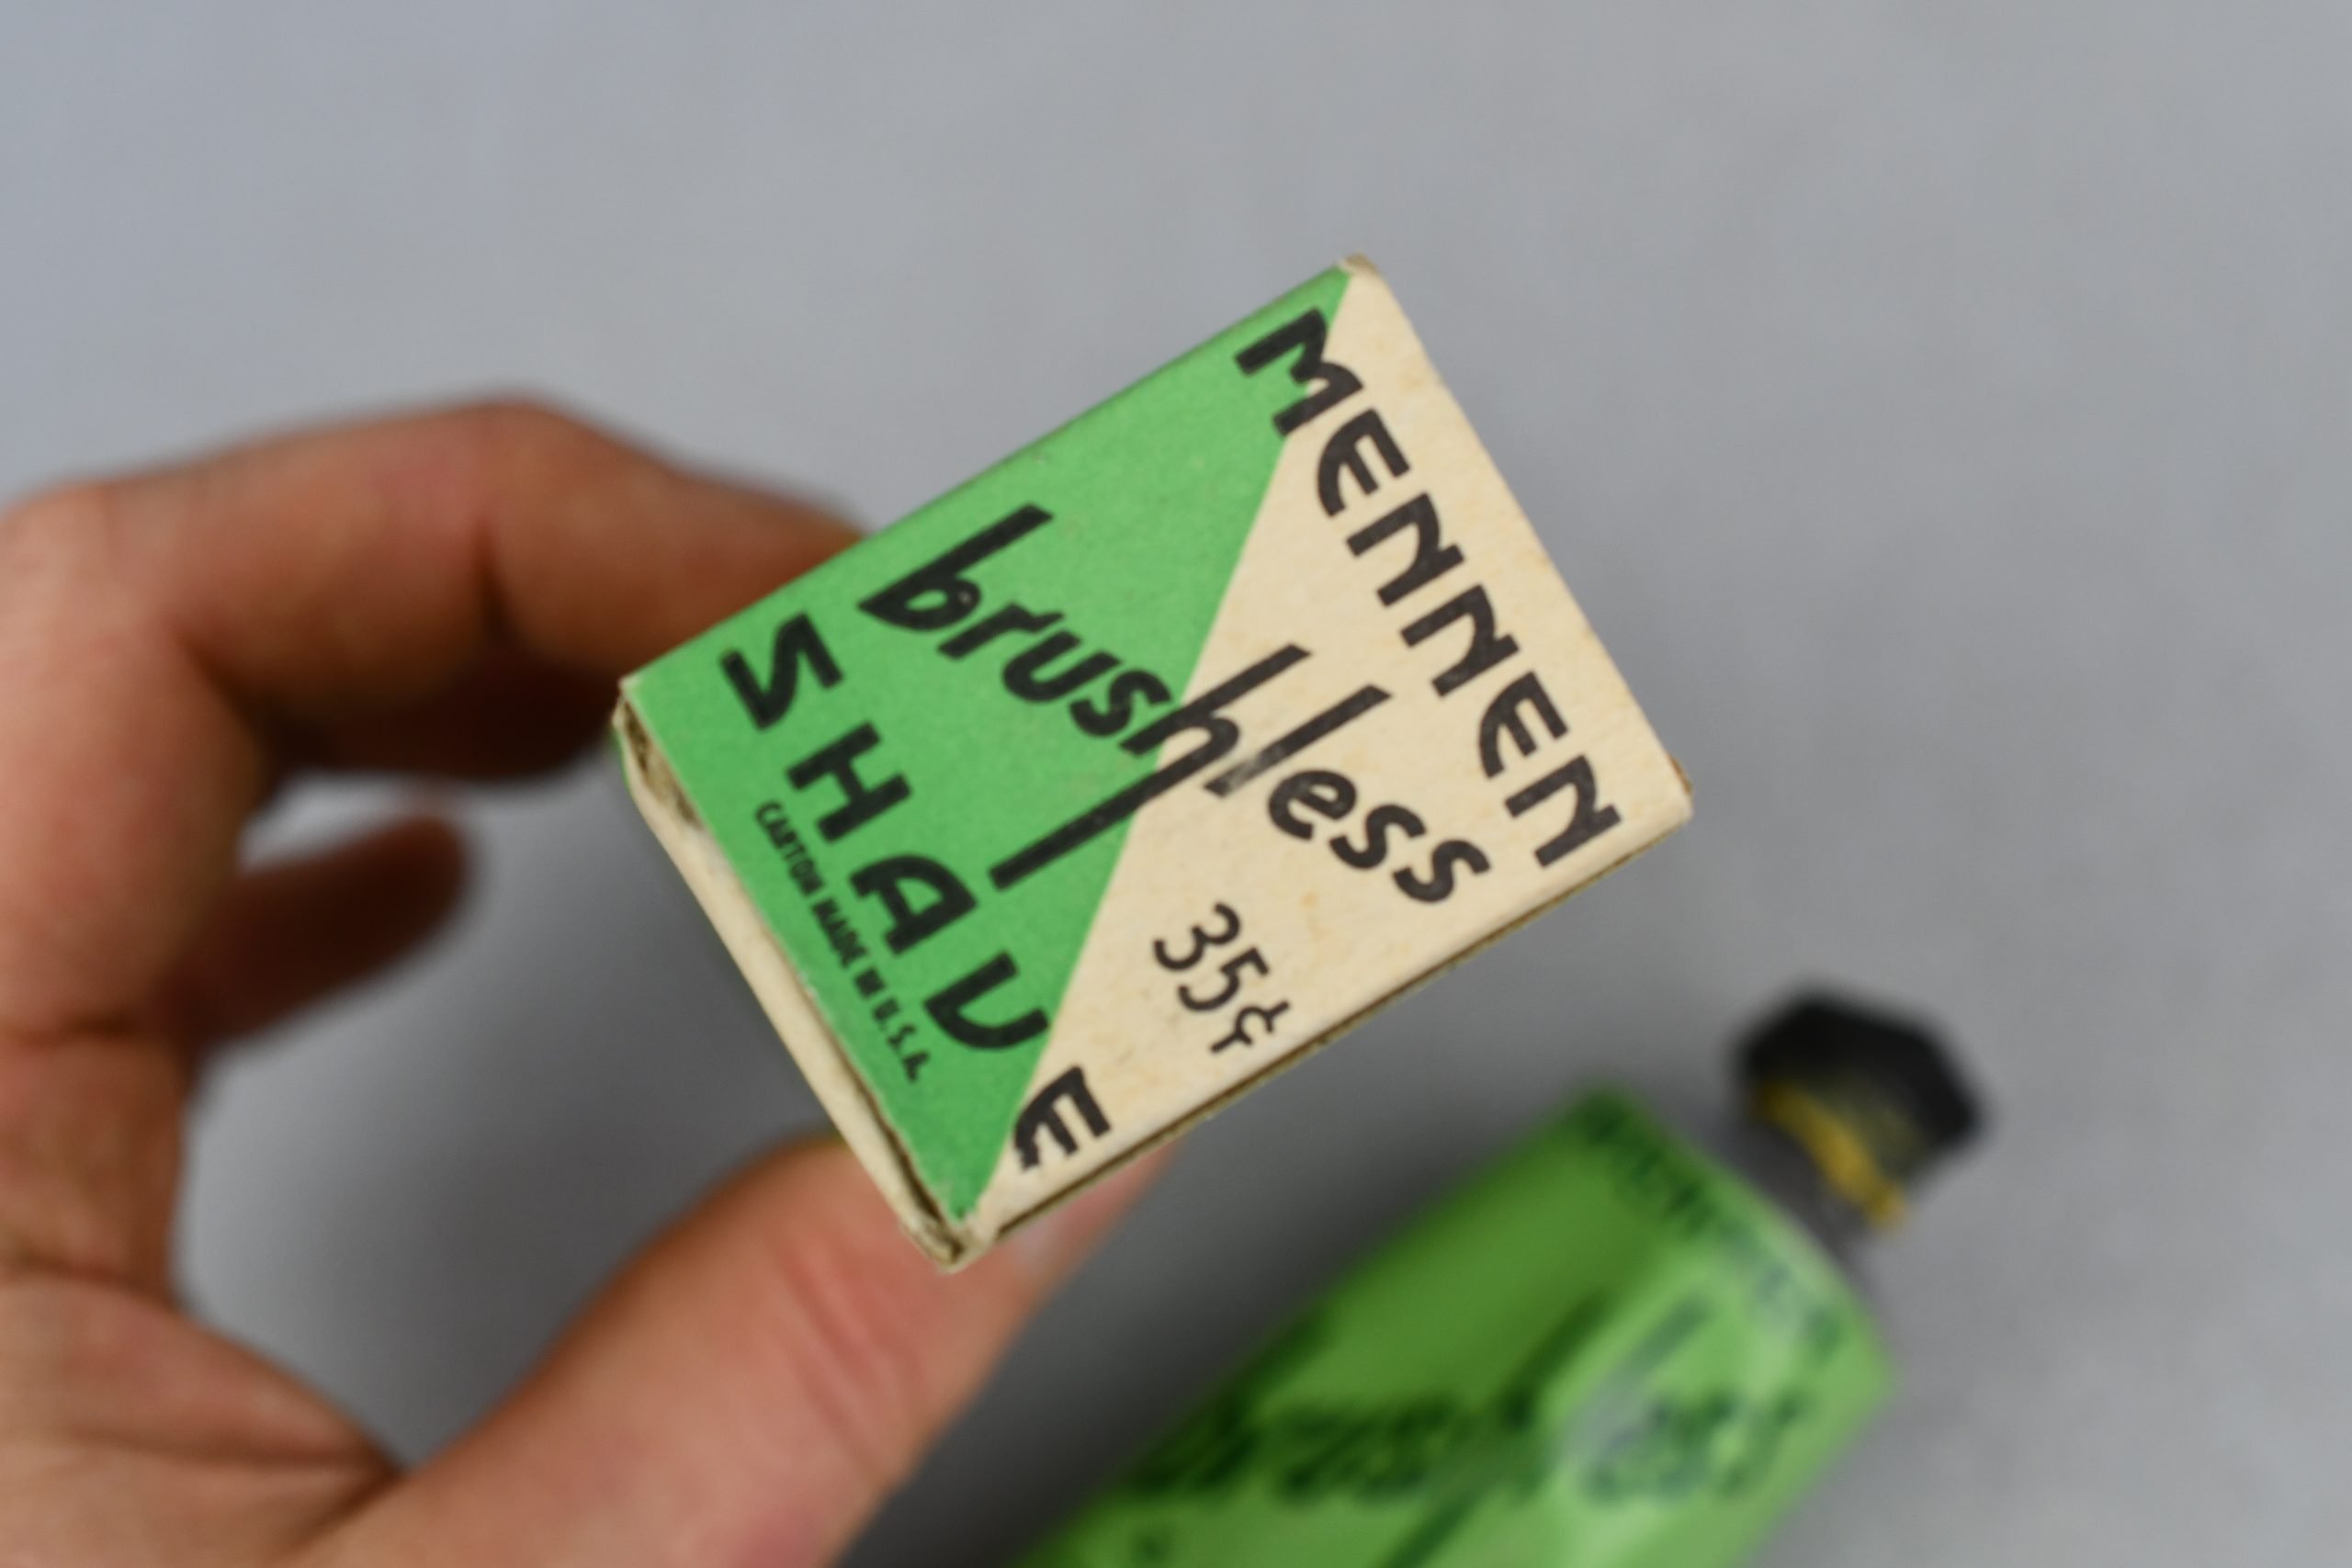 MENNEN
brushless
35¢
SHAVE
CARTON MADE IN U.S.A.